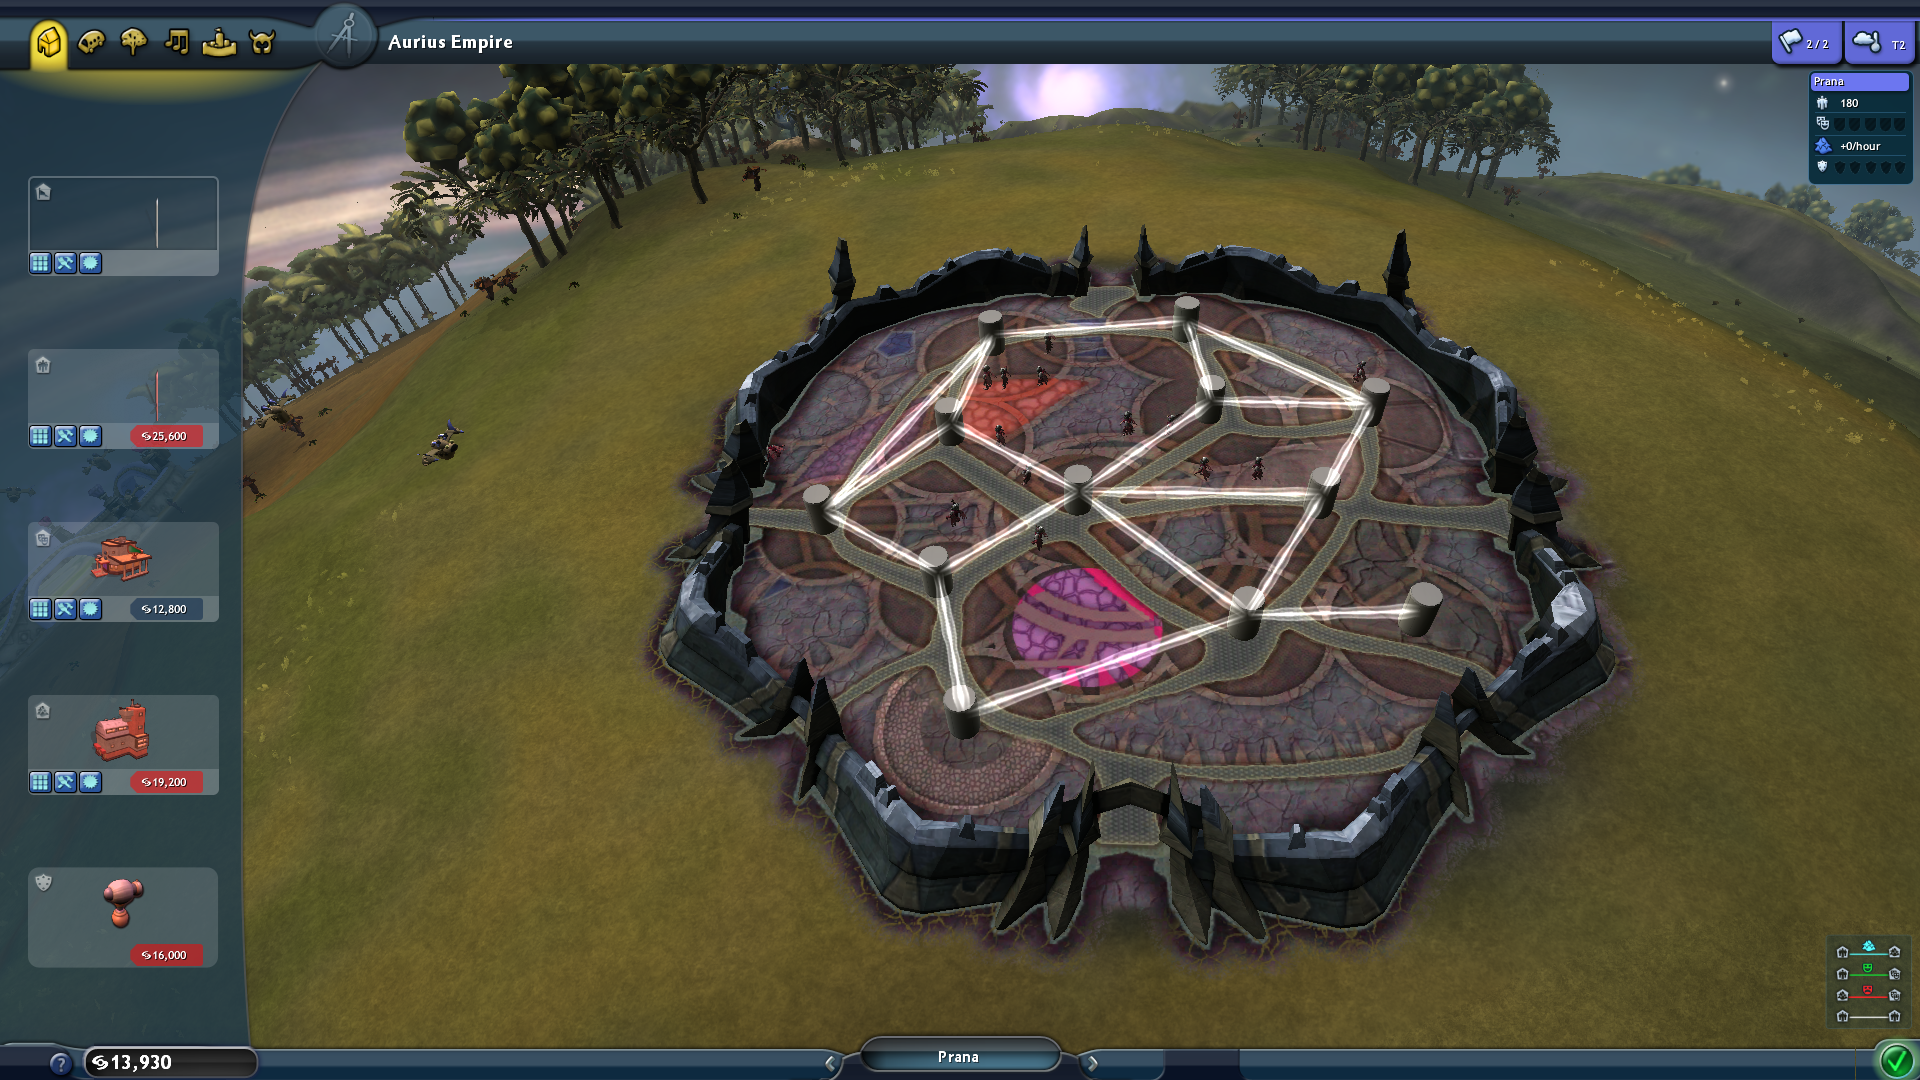 Aurius Empire
2 / 2
T2
Prana
180
+0/hour
25,600
12,800
19,200
16,000
?
13,930
Prana